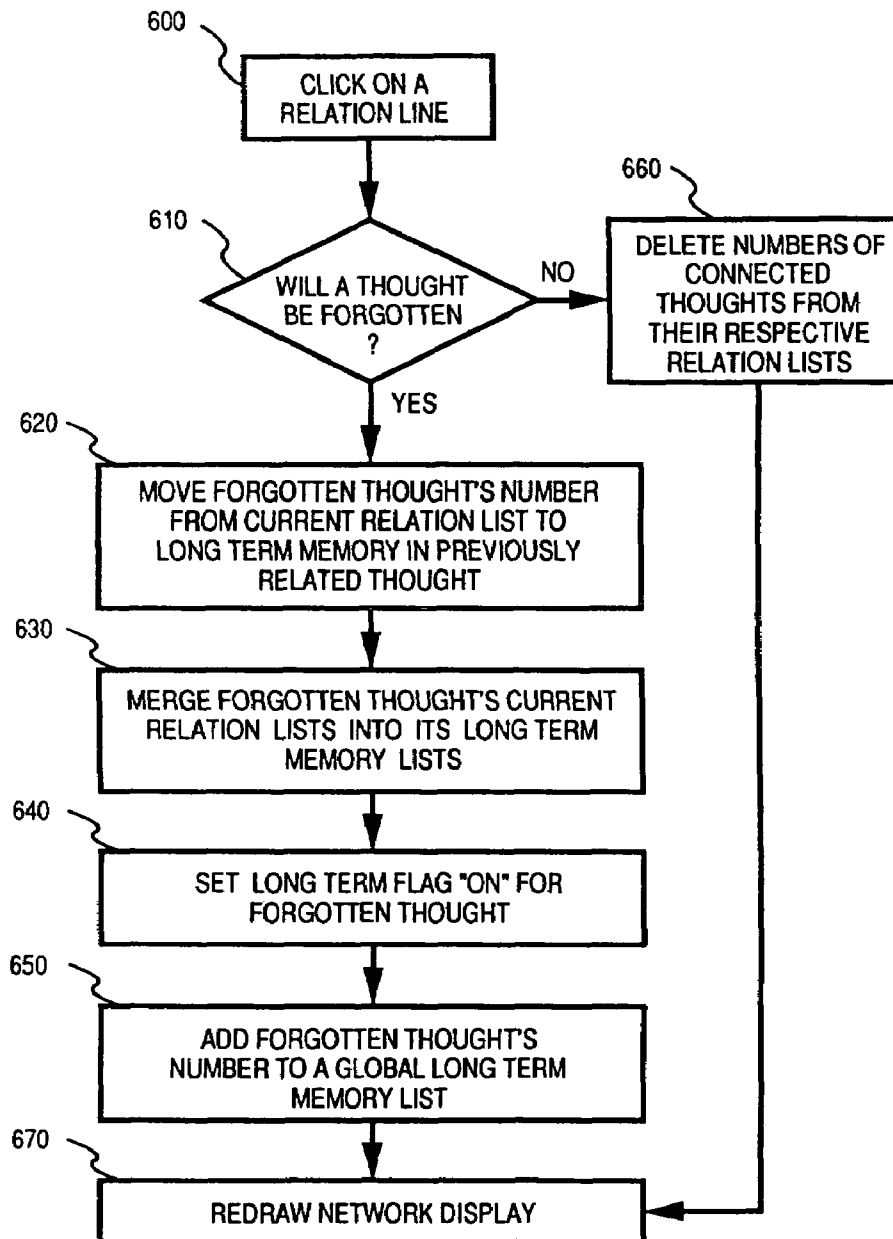 600
CLICK ON A
RELATION LINE
610
WILL A THOUGHT
BE FORGOTTEN
?
NO
YES
660
DELETE NUMBERS OF
CONNECTED
THOUGHTS FROM
THEIR RESPECTIVE
RELATION LISTS
620
MOVE FORGOTTEN THOUGHT'S NUMBER
FROM CURRENT RELATION LIST TO
LONG TERM MEMORY IN PREVIOUSLY
RELATED THOUGHT
630
MERGE FORGOTTEN THOUGHT'S CURRENT
RELATION LISTS INTO ITS LONG TERM
MEMORY LISTS
640
SET LONG TERM FLAG "ON" FOR
FORGOTTEN THOUGHT
650
ADD FORGOTTEN THOUGHT'S
NUMBER TO A GLOBAL LONG TERM
MEMORY LIST
670
REDRAW NETWORK DISPLAY